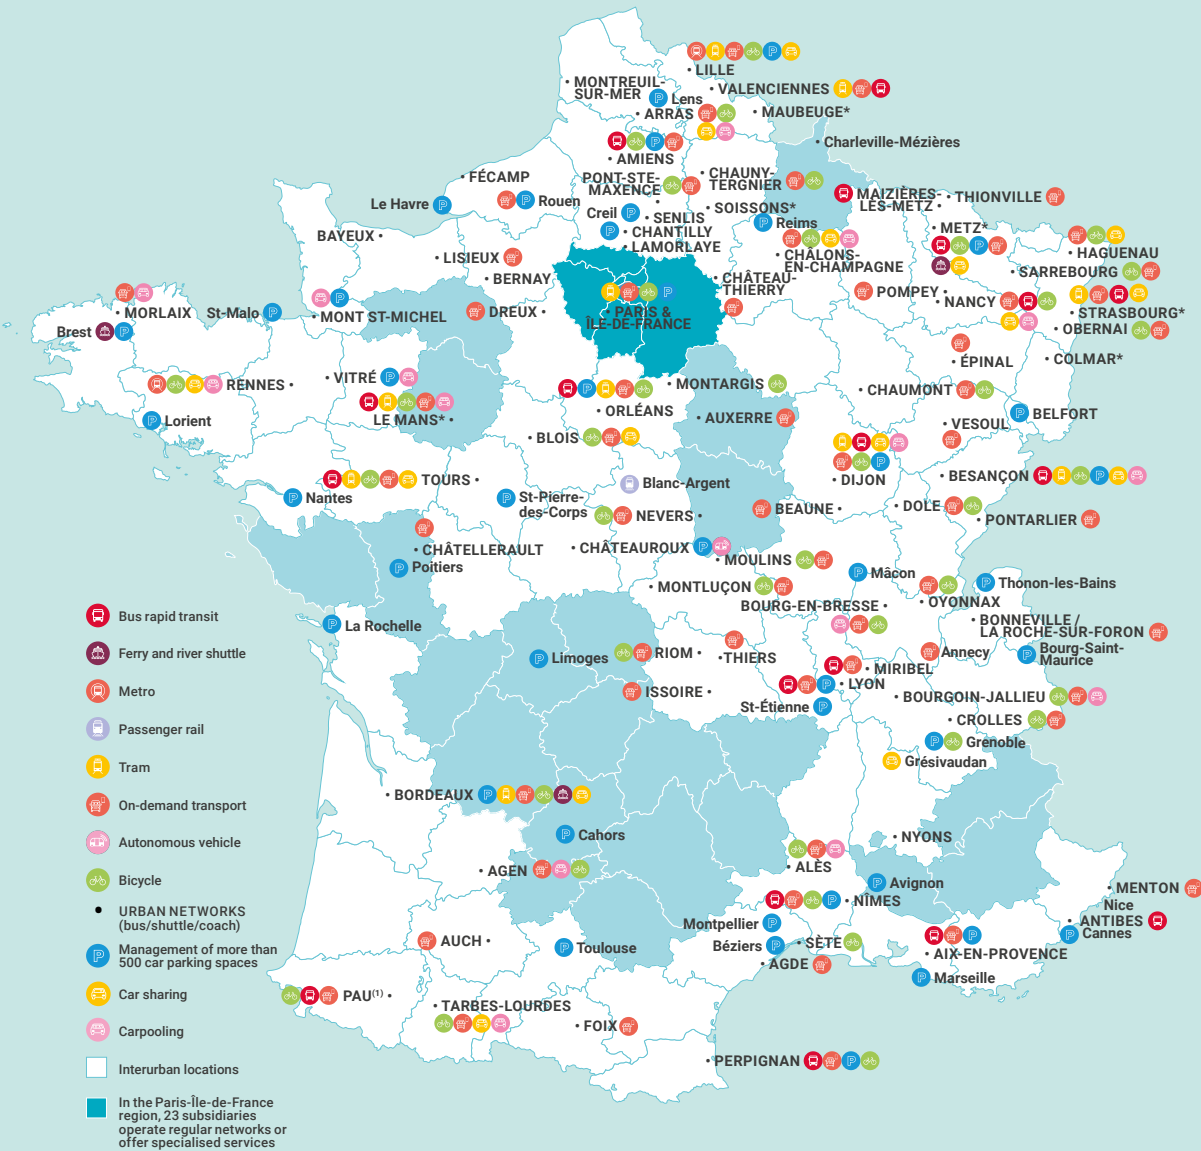 • LILLE
• MONTREUIL-
SUR-MER
• VALENCIENNES
Lens
• ARRAS
• MAUBEUGE*
• Charleville-Mézières
• AMIENS
• FÉCAMP
PONT-STE-
MAXENCE •
• CHAUNY-
TERGNIER
MAIZIÈRES-
LES-METZ •
• THIONVILLE
Le Havre
Rouen
Creil
• SENLIS
• SOISSONS*
Reims
• CHANTILLY
• LAMORLAYE
• METZ*
BAYEUX •
• LISIEUX
• BERNAY
• CHÂLONS-
EN-CHAMPAGNE
• HAGUENAU
• SARREBOURG
• CHÂTEAU-
THIERRY
• POMPEY
• NANCY
• MORLAIX
St-Malo
• MONT ST-MICHEL
DREUX •
• PARIS &
ÎLE-DE-FRANCE
• STRASBOURG*
• OBERNAI
Brest
• ÉPINAL
• COLMAR*
RENNES •
• VITRÉ
LE MANS* •
• MONTARGIS
• ORLÉANS
• CHAUMONT
• AUXERRE
• VESOUL
BELFORT
Lorient
• BLOIS
• DIJON
• BESANÇON
TOURS •
Nantes
St-Pierre-
des-Corps
Blanc-Argent
NEVERS •
BEAUNE •
• DOLE
• PONTARLIER
• CHÂTELLERAULT
Poitiers
• CHÂTEAUROUX
• MOULINS
Mâcon
Thonon-les-Bains
• MONTLUÇON
BOURG-EN-BRESSE •
• OYONNAX
• BONNEVILLE /
LA ROCHE-SUR-FORON
La Rochelle
Limoges
RIOM •
• THIERS
Annecy
Bourg-Saint-
Maurice
• MIRIBEL
• LYON
ISSOIRE •
St-Étienne
• BOURGOIN-JALLIEU
• CROLLES
Grenoble
Grésivaudan
• BORDEAUX
Cahors
• NYONS
• AGEN
• ALÈS
Avignon
• MENTON
Nice
• NÎMES
• ANTIBES
Cannes
Montpellier
Béziers
• SÈTE
AUCH •
Toulouse
• AGDE
• AIX-EN-PROVENCE
Marseille
PAU(1) •
• TARBES-LOURDES
• FOIX
• PERPIGNAN
Bus rapid transit
Ferry and river shuttle
Metro
Passenger rail
Tram
On-demand transport
Autonomous vehicle
Bicycle
• URBAN NETWORKS
(bus/shuttle/coach)
Management of more than
500 car parking spaces
Car sharing
Carpooling
Interurban locations
In the Paris-Île-de-France
region, 23 subsidiaries
operate regular networks or
offer specialised services